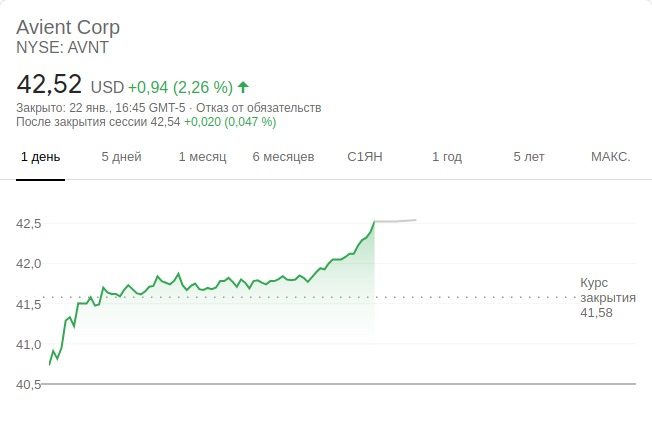 Avient Corp
NYSE: AVNT
42,52 USD +0,94 (2,26 %)
Закрыто: 22 янв., 16:45 GMT-5 · Отказ от обязательств
После закрытия сессии 42,54 +0,020 (0,047 %)
1 день 5 дней 1 месяц 6 месяцев С1ЯН 1 год 5 лет МАКС.
42,5
42,0
41,5
41,0
40,5
Курс
закрытия
41,58